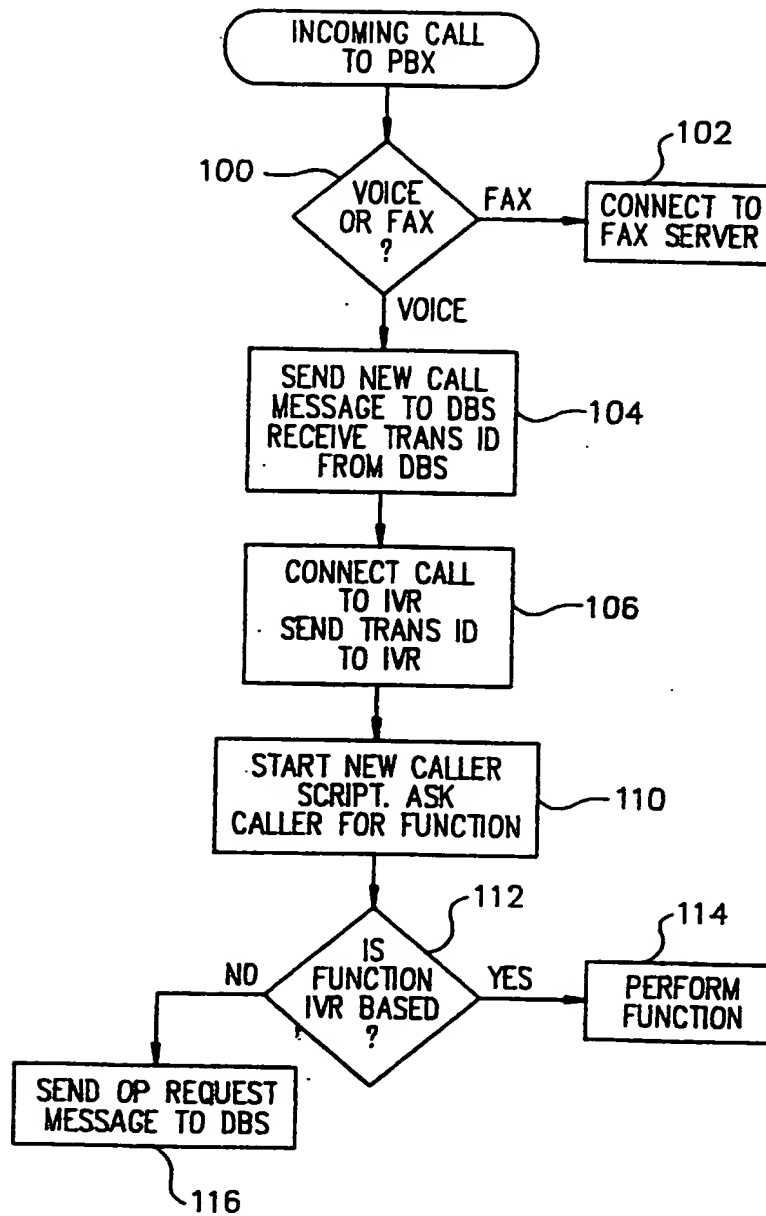 INCOMING CALL
TO PBX
100
VOICE
OR FAX
?
FAX
102
CONNECT TO
FAX SERVER
VOICE
SEND NEW CALL
MESSAGE TO DBS
RECEIVE TRANS ID
FROM DBS
104
CONNECT CALL
TO IVR
SEND TRANS ID
TO IVR
106
START NEW CALLER
SCRIPT. ASK
CALLER FOR FUNCTION
110
112
IS
FUNCTION
IVR BASED
?
NO
YES
114
PERFORM
FUNCTION
SEND OP REQUEST
MESSAGE TO DBS
116